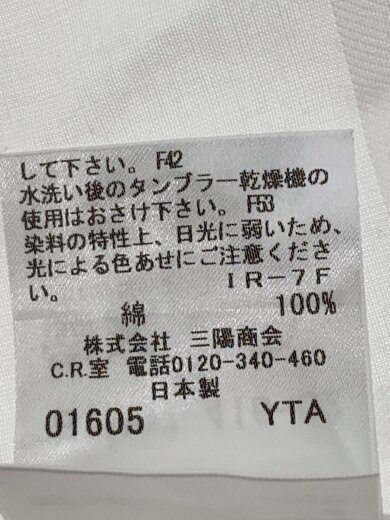 して下さい。 F42
水洗い後のタンブラー乾燥機の
使用はおさけ下さい。 F53
染料の特性上、日光に弱いため、
光による色あせにご注意くださ
い。 IR-7F
綿 100%
株式会社 三陽商会
C.R.室 電話0120-340-460
日本製
01605 YTA